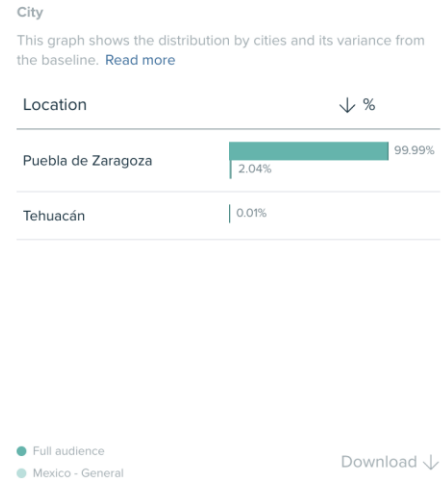 City
This graph shows the distribution by cities and its variance from
the baseline. Read more
Location ↓ %
Puebla de Zaragoza 99.99%
2.04%
Tehuacán 0.01%
Full audience
Mexico - General
Download ↓